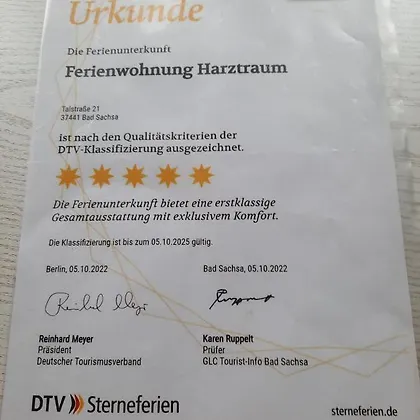 Urkunde
Die Ferienunterkunft
Ferienwohnung Harztraum
Talstraße 21
37441 Bad Sachsa
ist nach den Qualitätskriterien der
DTV-Klassifizierung ausgezeichnet.
Die Ferienunterkunft bietet eine erstklassige
Gesamtausstattung mit exklusivem Komfort.
Die Klassifizierung ist bis zum 05.10.2025 gültig.
Berlin, 05.10.2022
Bad Sachsa, 05.10.2022
Reinhard Meyer
Präsident
Deutscher Tourismusverband
Karen Ruppelt
Prüfer
GLC Tourist-Info Bad Sachsa
DTV Sterneferien
sterneferien.de